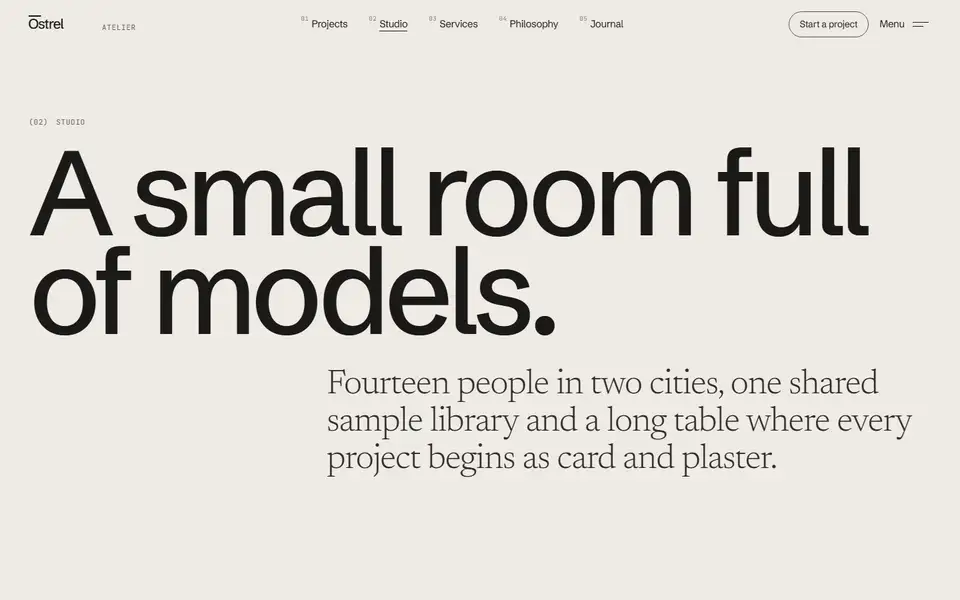 Ōstrel
ATELIER
01 Projects
02 Studio
03 Services
04 Philosophy
05 Journal
Start a project
Menu
(02) STUDIO
A small room full
of models.
Fourteen people in two cities, one shared
sample library and a long table where every
project begins as card and plaster.